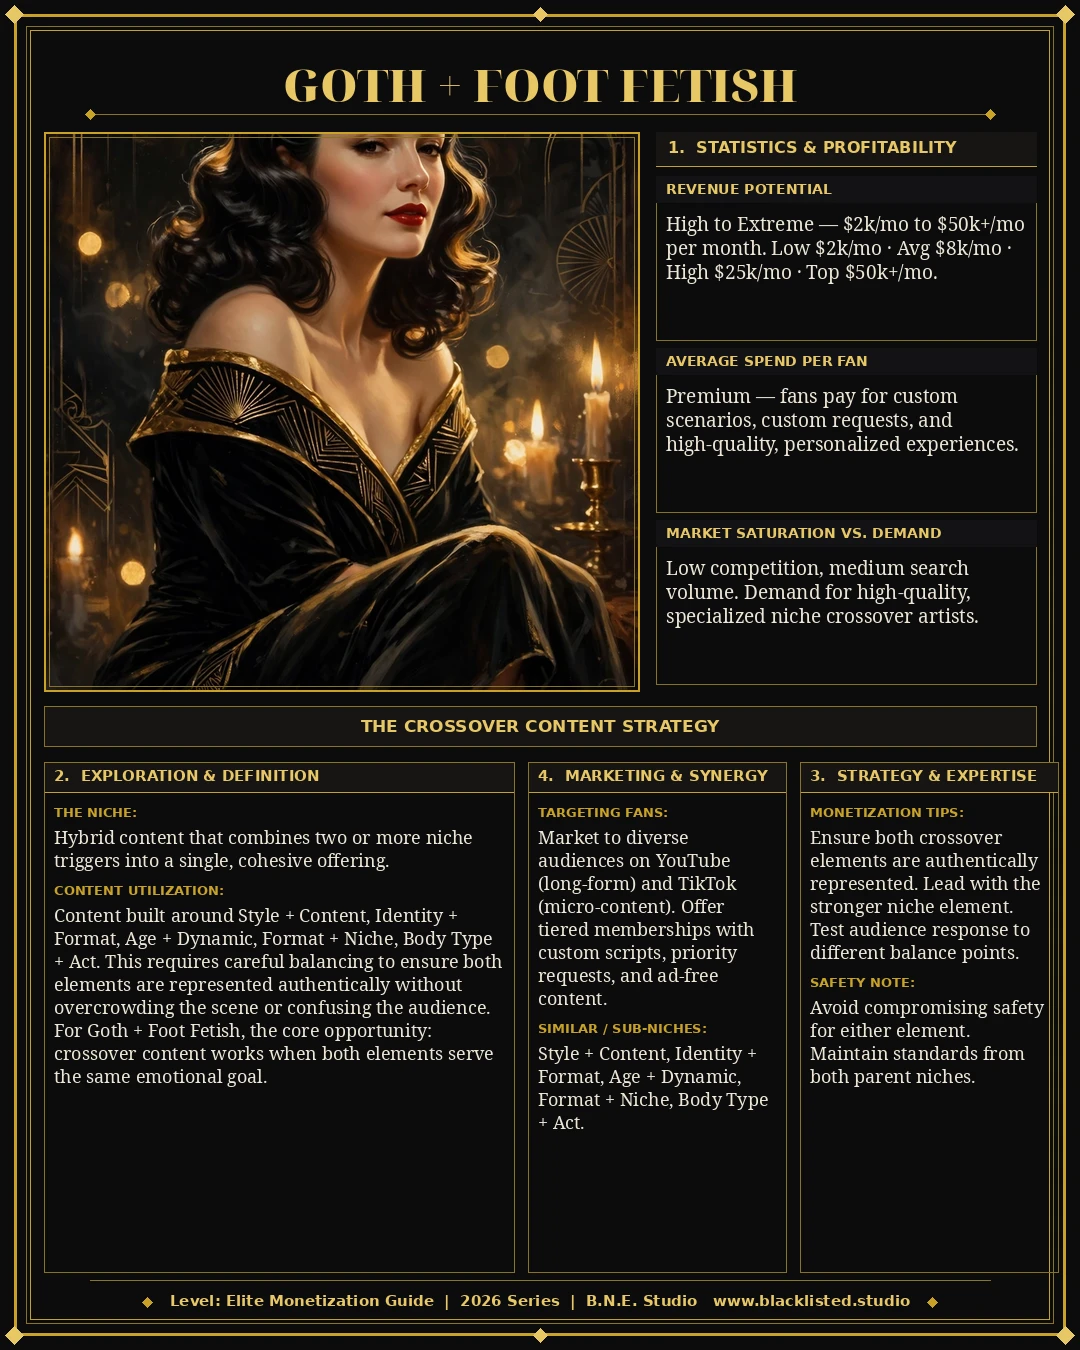 GOTH + FOOT FETISH
1. STATISTICS & PROFITABILITY
REVENUE POTENTIAL
High to Extreme — $2k/mo to $50k+/mo
per month. Low $2k/mo · Avg $8k/mo ·
High $25k/mo · Top $50k+/mo.
AVERAGE SPEND PER FAN
Premium — fans pay for custom
scenarios, custom requests, and
high-quality, personalized experiences.
MARKET SATURATION VS. DEMAND
Low competition, medium search
volume. Demand for high-quality,
specialized niche crossover artists.
THE CROSSOVER CONTENT STRATEGY
2. EXPLORATION & DEFINITION
THE NICHE:
Hybrid content that combines two or more niche
triggers into a single, cohesive offering.
CONTENT UTILIZATION:
Content built around Style + Content, Identity +
Format, Age + Dynamic, Format + Niche, Body Type
+ Act. This requires careful balancing to ensure both
elements are represented authentically without
overcrowding the scene or confusing the audience.
For Goth + Foot Fetish, the core opportunity:
crossover content works when both elements serve
the same emotional goal.
4. MARKETING & SYNERGY
TARGETING FANS:
Market to diverse
audiences on YouTube
(long-form) and TikTok
(micro-content). Offer
tiered memberships with
custom scripts, priority
requests, and ad-free
content.
SIMILAR / SUB-NICHES:
Style + Content, Identity +
Format, Age + Dynamic,
Format + Niche, Body Type
+ Act.
3. STRATEGY & EXPERTISE
MONETIZATION TIPS:
Ensure both crossover
elements are authentically
represented. Lead with the
stronger niche element.
Test audience response to
different balance points.
SAFETY NOTE:
Avoid compromising safety
for either element.
Maintain standards from
both parent niches.
Level: Elite Monetization Guide | 2026 Series | B.N.E. Studio www.blacklisted.studio